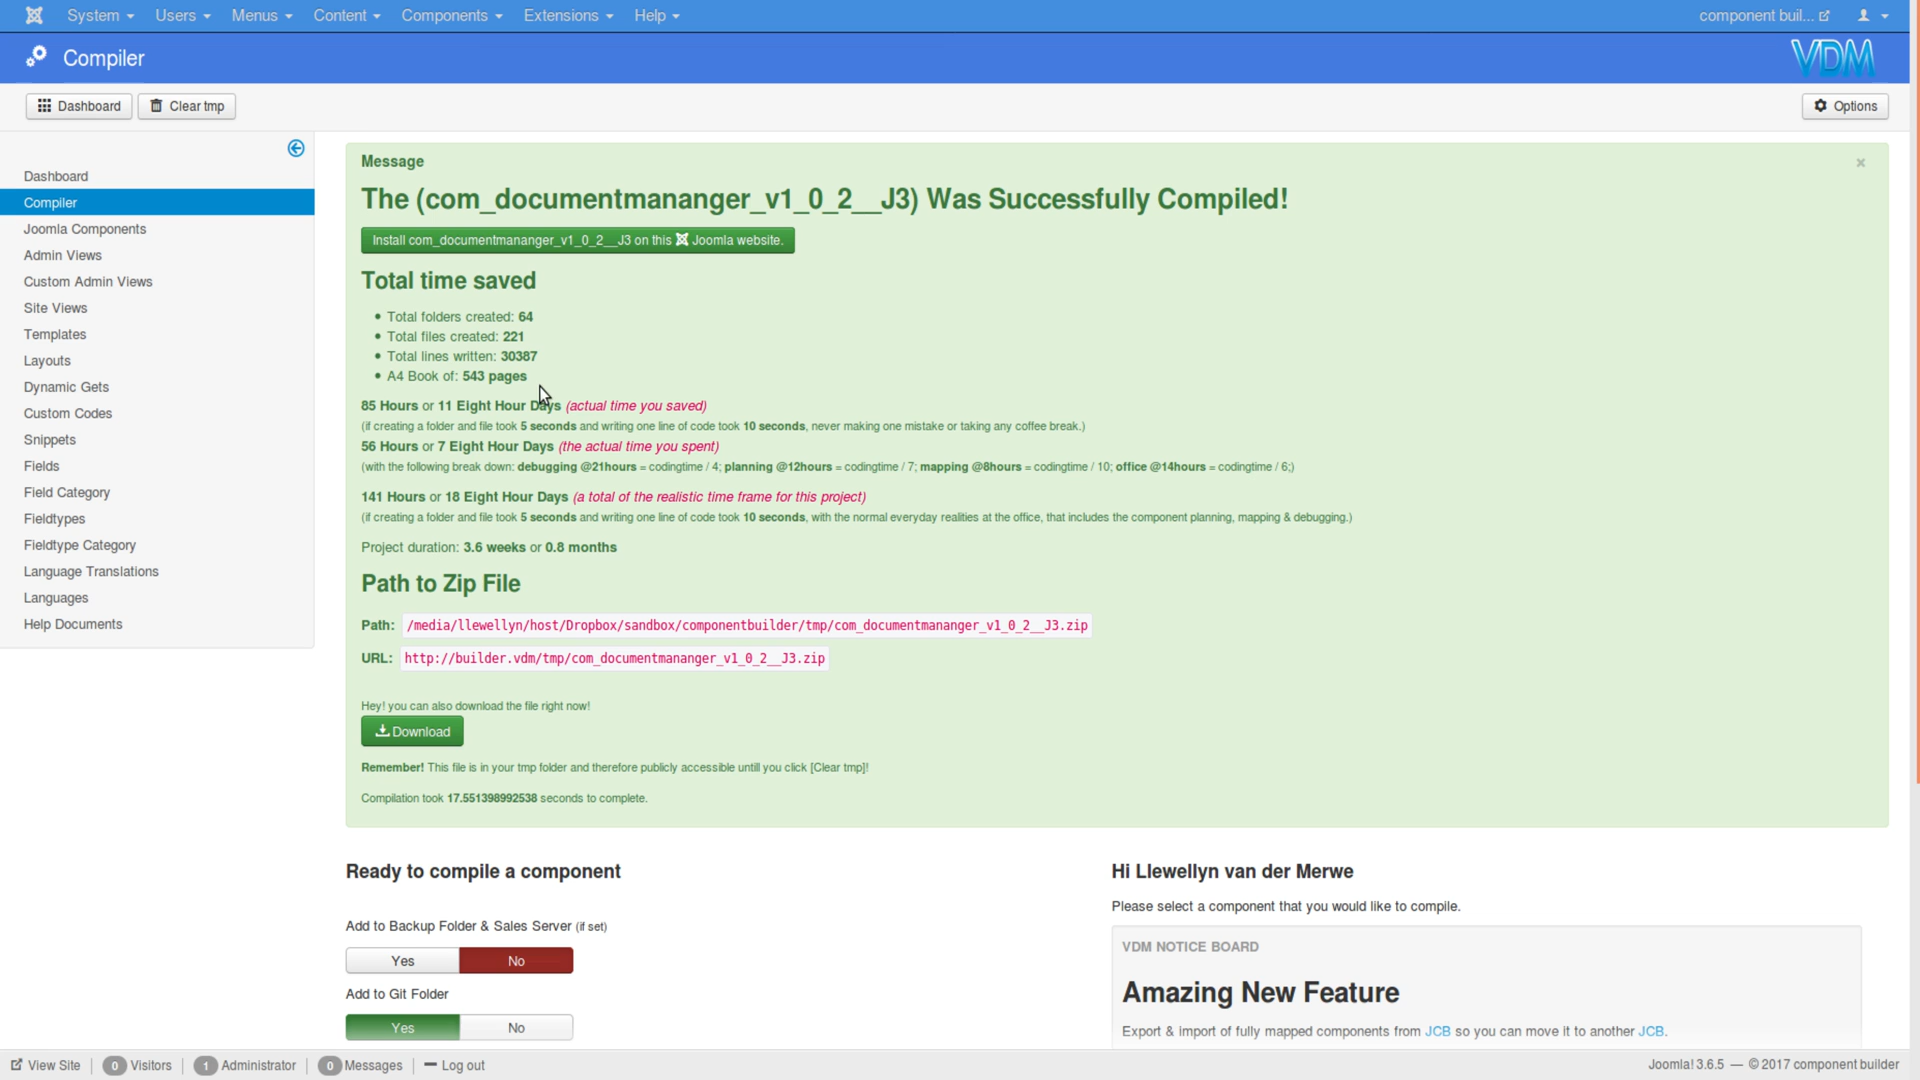 System Users Menus Content Components Extensions Help component buil...
Compiler VDM
Dashboard Clear tmp Options
Dashboard
Compiler
Joomla Components
Admin Views
Custom Admin Views
Site Views
Templates
Layouts
Dynamic Gets
Custom Codes
Snippets
Fields
Field Category
Fieldtypes
Fieldtype Category
Language Translations
Languages
Help Documents
Message ×
The (com_documentmananger_v1_0_2__J3) Was Successfully Compiled!
Install com_documentmananger_v1_0_2__J3 on this Joomla website.
Total time saved
• Total folders created: 64
• Total files created: 221
• Total lines written: 30387
• A4 Book of: 543 pages
85 Hours or 11 Eight Hour Days (actual time you saved)
(if creating a folder and file took 5 seconds and writing one line of code took 10 seconds, never making one mistake or taking any coffee break.)
56 Hours or 7 Eight Hour Days (the actual time you spent)
(with the following break down: debugging @21hours = codingtime / 4; planning @12hours = codingtime / 7; mapping @8hours = codingtime / 10; office @14hours = codingtime / 6;)
141 Hours or 18 Eight Hour Days (a total of the realistic time frame for this project)
(if creating a folder and file took 5 seconds and writing one line of code took 10 seconds, with the normal everyday realities at the office, that includes the component planning, mapping & debugging.)
Project duration: 3.6 weeks or 0.8 months
Path to Zip File
Path: /media/llewellyn/host/Dropbox/sandbox/componentbuilder/tmp/com_documentmananger_v1_0_2__J3.zip
URL: http://builder.vdm/tmp/com_documentmananger_v1_0_2__J3.zip
Hey! you can also download the file right now!
Download
Remember! This file is in your tmp folder and therefore publicly accessible untill you click [Clear tmp]!
Compilation took 17.551398992538 seconds to complete.
Ready to compile a component
Add to Backup Folder & Sales Server (if set)
Yes No
Add to Git Folder
Yes No
Hi Llewellyn van der Merwe
Please select a component that you would like to compile.
VDM NOTICE BOARD
Amazing New Feature
Export & import of fully mapped components from JCB so you can move it to another JCB.
View Site 0 Visitors 1 Administrator 0 Messages Log out Joomla! 3.6.5 — © 2017 component builder